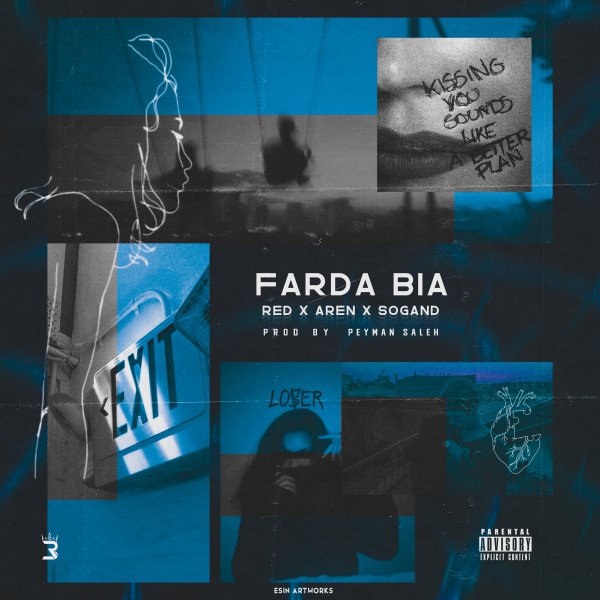 KISSING
YOU
SOUNDS
LIKE
A BETTER
PLAN
FARDA BIA
RED X AREN X SOGAND
PROD BY PEYMAN SALEH
EXIT
LOSER
PARENTAL
ADVISORY
EXPLICIT CONTENT
ESIN ARTWORKS